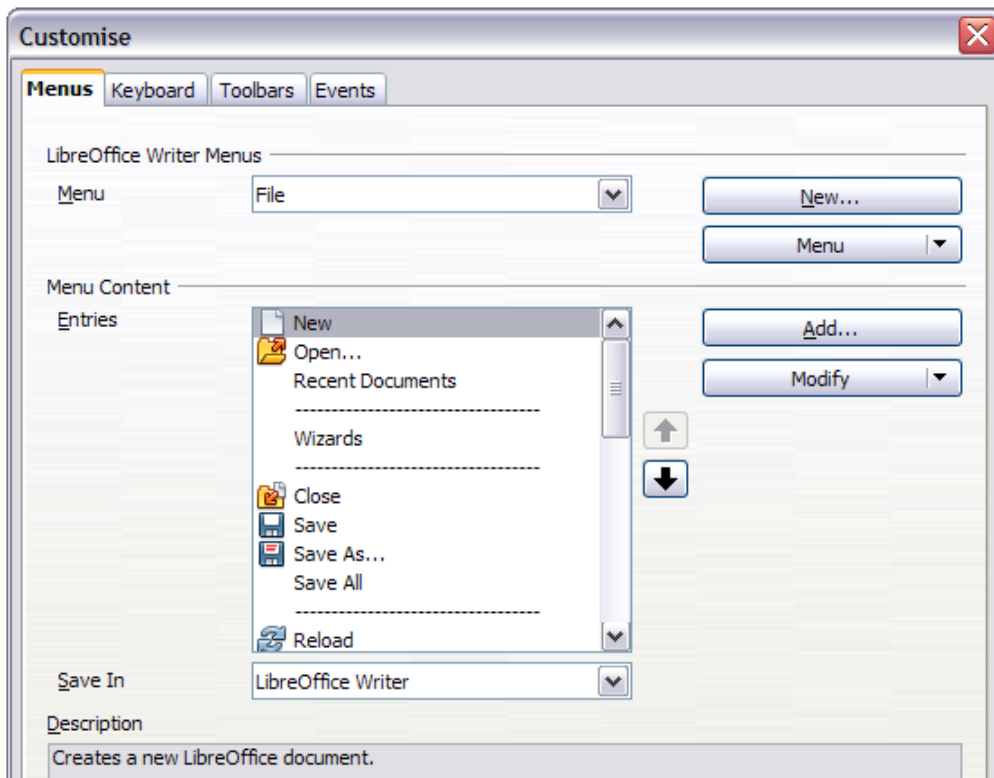 Customise
Menus Keyboard Toolbars Events
LibreOffice Writer Menus
Menu File New...
Menu
Menu Content
Entries New Add...
Open...
Recent Documents Modify
----------------------------------
Wizards
----------------------------------
Close
Save
Save As...
Save All
----------------------------------
Reload
Save In LibreOffice Writer
Description
Creates a new LibreOffice document.